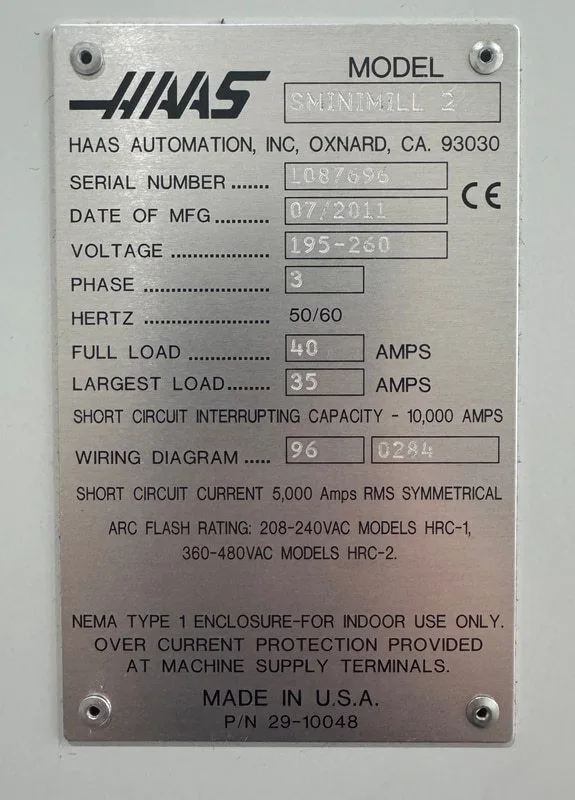 HAAS
MODEL
SMINIMILL 2
HAAS AUTOMATION, INC, OXNARD, CA. 93030
SERIAL NUMBER ....... L087696
CE
DATE OF MFG ......... 07/2011
VOLTAGE .................. 195-260
PHASE ...................... 3
HERTZ ...................... 50/60
FULL LOAD ............... 40 AMPS
LARGEST LOAD........ 35 AMPS
SHORT CIRCUIT INTERRUPTING CAPACITY - 10,000 AMPS
WIRING DIAGRAM ..... 96 0284
SHORT CIRCUIT CURRENT 5,000 Amps RMS SYMMETRICAL
ARC FLASH RATING: 208-240VAC MODELS HRC-1,
360-480VAC MODELS HRC-2.
NEMA TYPE 1 ENCLOSURE-FOR INDOOR USE ONLY.
OVER CURRENT PROTECTION PROVIDED
AT MACHINE SUPPLY TERMINALS.
MADE IN U.S.A.
P/N 29-10048